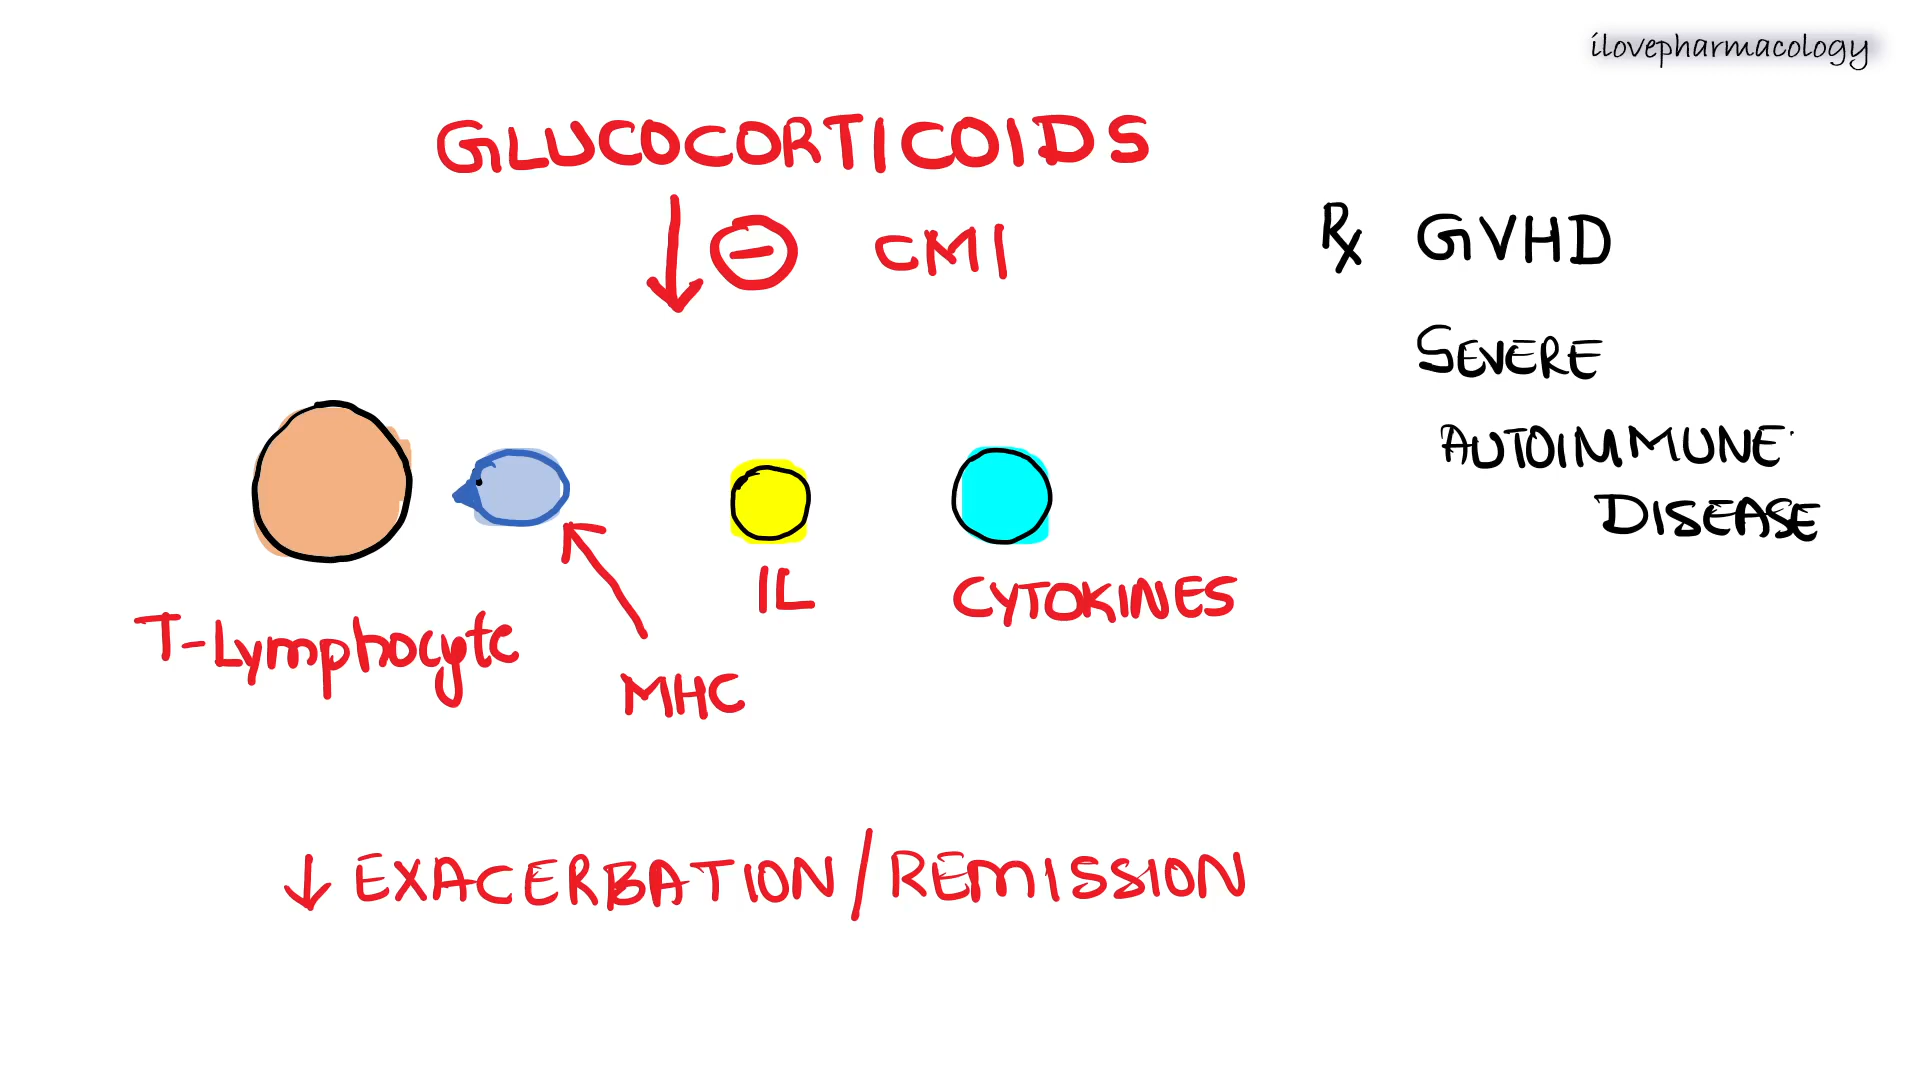 ilovepharmacology
GLUCOCORTICOIDS
↓ ⊖ CMI
℞ GVHD
SEVERE
AUTOIMMUNE
DISEASE
T-Lymphocyte
MHC
IL
CYTOKINES
↓ EXACERBATION/REMISSION